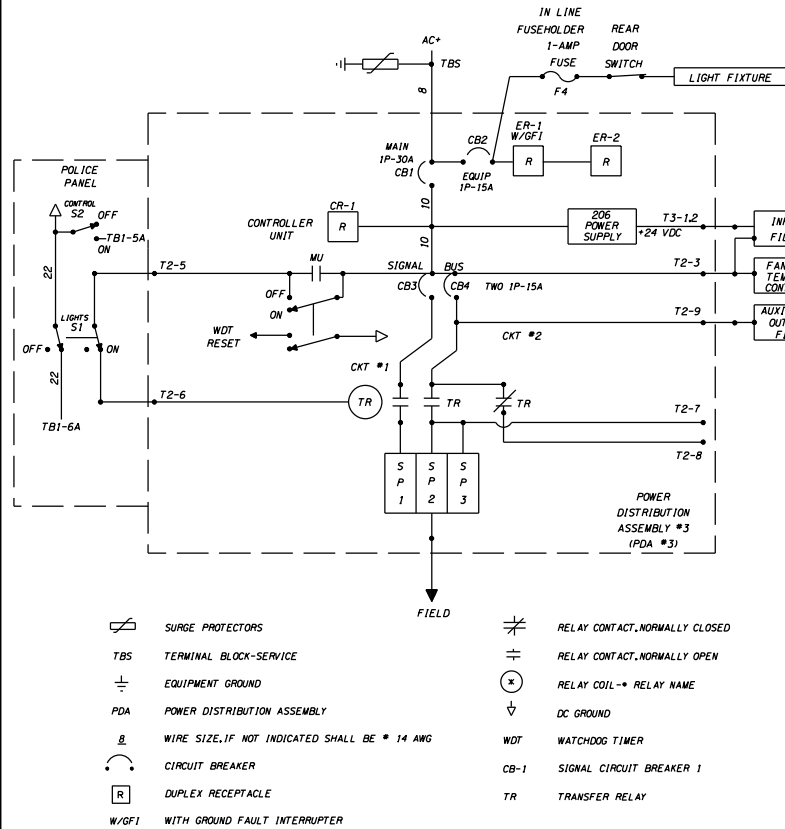 IN LINE
FUSEHOLDER
1-AMP
FUSE
F4
REAR
DOOR
SWITCH
LIGHT FIXTURE
AC+
TBS
8
POLICE
PANEL
CONTROL
S2
OFF
TB1-5A
ON
22
LIGHTS
S1
OFF
ON
22
TB1-6A
MAIN
1P-30A
CB1
CB2
EQUIP
1P-15A
ER-1
W/GFI
R
ER-2
R
10
CR-1
R
CONTROLLER
UNIT
206
POWER
SUPPLY
T3-1,2
+24 VDC
10
T2-5
MU
SIGNAL
BUS
CB3
CB4
TWO 1P-15A
T2-3
OFF
ON
WDT
RESET
CKT #1
CKT #2
T2-9
T2-6
TR
TR
TR
T2-7
T2-8
S
P
1
S
P
2
S
P
3
POWER
DISTRIBUTION
ASSEMBLY #3
(PDA #3)
FIELD
SURGE PROTECTORS
TBS TERMINAL BLOCK-SERVICE
EQUIPMENT GROUND
PDA POWER DISTRIBUTION ASSEMBLY
8 WIRE SIZE,IF NOT INDICATED SHALL BE # 14 AWG
CIRCUIT BREAKER
R DUPLEX RECEPTACLE
W/GFI WITH GROUND FAULT INTERRUPTER
RELAY CONTACT,NORMALLY CLOSED
RELAY CONTACT,NORMALLY OPEN
* RELAY COIL-* RELAY NAME
DC GROUND
WDT WATCHDOG TIMER
CB-1 SIGNAL CIRCUIT BREAKER 1
TR TRANSFER RELAY